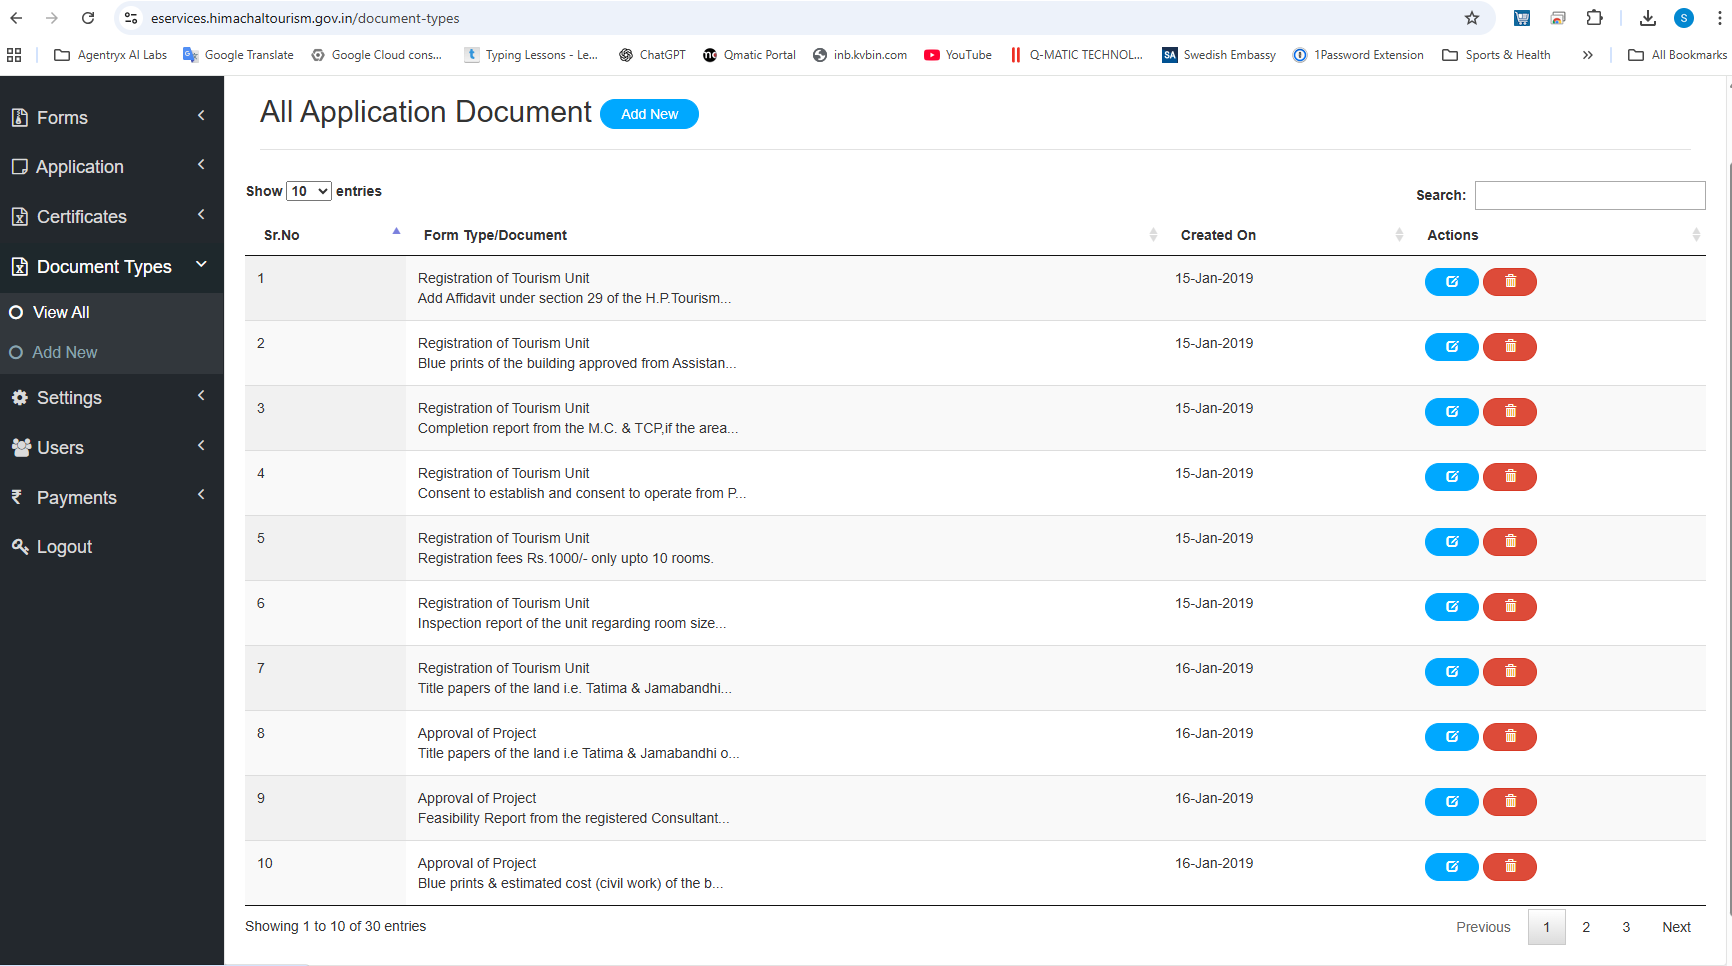 eservices.himachaltourism.gov.in/document-types
S
Agentryx AI Labs
Google Translate
Google Cloud cons...
Typing Lessons - Le...
ChatGPT
Qmatic Portal
inb.kvbin.com
YouTube
Q-MATIC TECHNOL...
SA Swedish Embassy
1Password Extension
Sports & Health
»
All Bookmarks
Forms
Application
Certificates
Document Types
View All
Add New
Settings
Users
₹ Payments
Logout
All Application Document Add New
Show 10 entries
Search:
Sr.No Form Type/Document Created On Actions
1 Registration of Tourism Unit 15-Jan-2019
Add Affidavit under section 29 of the H.P.Tourism...
2 Registration of Tourism Unit 15-Jan-2019
Blue prints of the building approved from Assistan...
3 Registration of Tourism Unit 15-Jan-2019
Completion report from the M.C. & TCP,if the area...
4 Registration of Tourism Unit 15-Jan-2019
Consent to establish and consent to operate from P...
5 Registration of Tourism Unit 15-Jan-2019
Registration fees Rs.1000/- only upto 10 rooms.
6 Registration of Tourism Unit 15-Jan-2019
Inspection report of the unit regarding room size...
7 Registration of Tourism Unit 16-Jan-2019
Title papers of the land i.e. Tatima & Jamabandhi...
8 Approval of Project 16-Jan-2019
Title papers of the land i.e Tatima & Jamabandhi o...
9 Approval of Project 16-Jan-2019
Feasibility Report from the registered Consultant...
10 Approval of Project 16-Jan-2019
Blue prints & estimated cost (civil work) of the b...
Showing 1 to 10 of 30 entries
Previous 1 2 3 Next